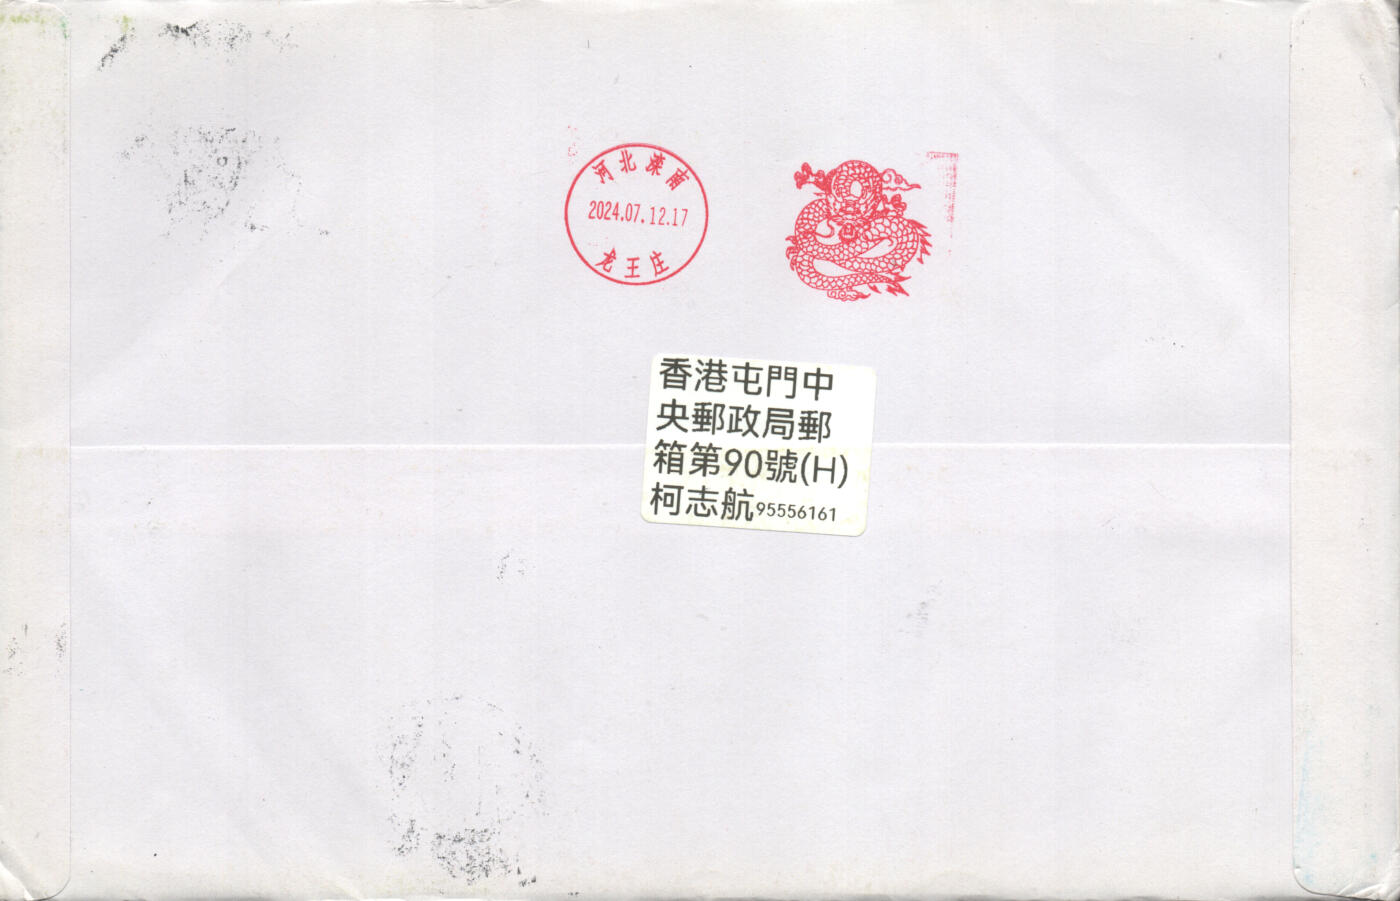 河北滦南
2024.07.12.17
龙王庄
香港屯門中
央郵政局郵
箱第90號(H)
柯志航95556161